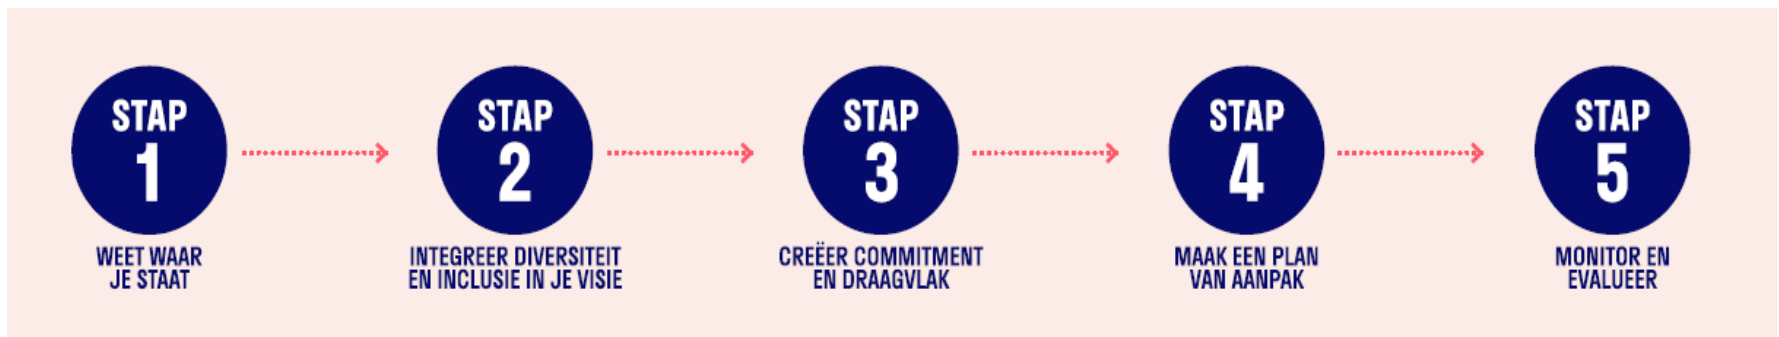 STAP
1
WEET WAAR
JE STAAT
STAP
2
INTEGREER DIVERSITEIT
EN INCLUSIE IN JE VISIE
STAP
3
CREËER COMMITMENT
EN DRAAGVLAK
STAP
4
MAAK EEN PLAN
VAN AANPAK
STAP
5
MONITOR EN
EVALUEER